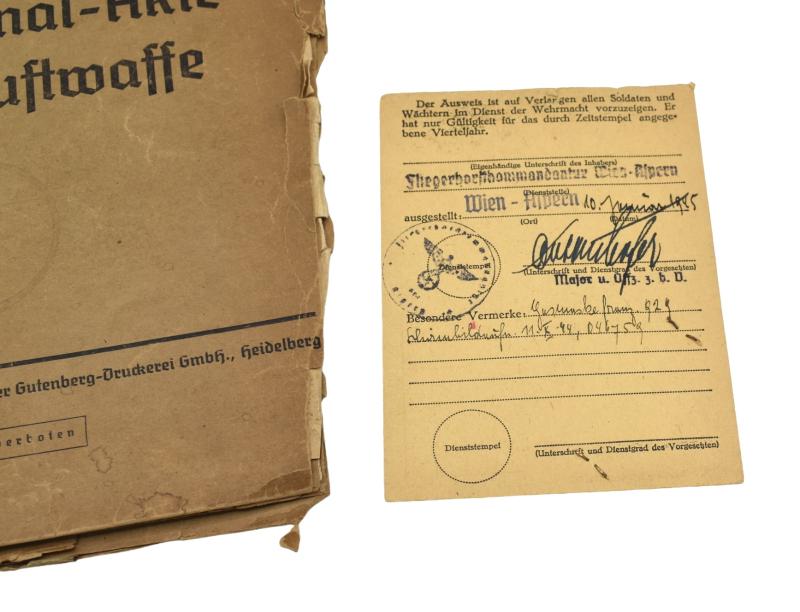 nal-Akte
uftwaffe
er Gutenberg-Druckerei GmbH., Heidelberg
erboten
Der Ausweis ist auf Verlangen allen Soldaten und
Wächtern im Dienst der Wehrmacht vorzuzeigen. Er
hat nur Gültigkeit für das durch Zeitstempel angege-
bene Vierteljahr.
(Eigenhändige Unterschrift des Inhabers)
Fliegerhorstkommandantur Wien-Aspern
(Dienststelle)
ausgestellt: Wien - Aspern 10. Januar 1945
(Ort) (Datum)
Dienststempel
(Unterschrift und Dienstgrad des Vorgesetzten)
Major u. Offz. z. b. V.
Besondere Vermerke:
Dienststempel
(Unterschrift und Dienstgrad des Vorgesetzten)